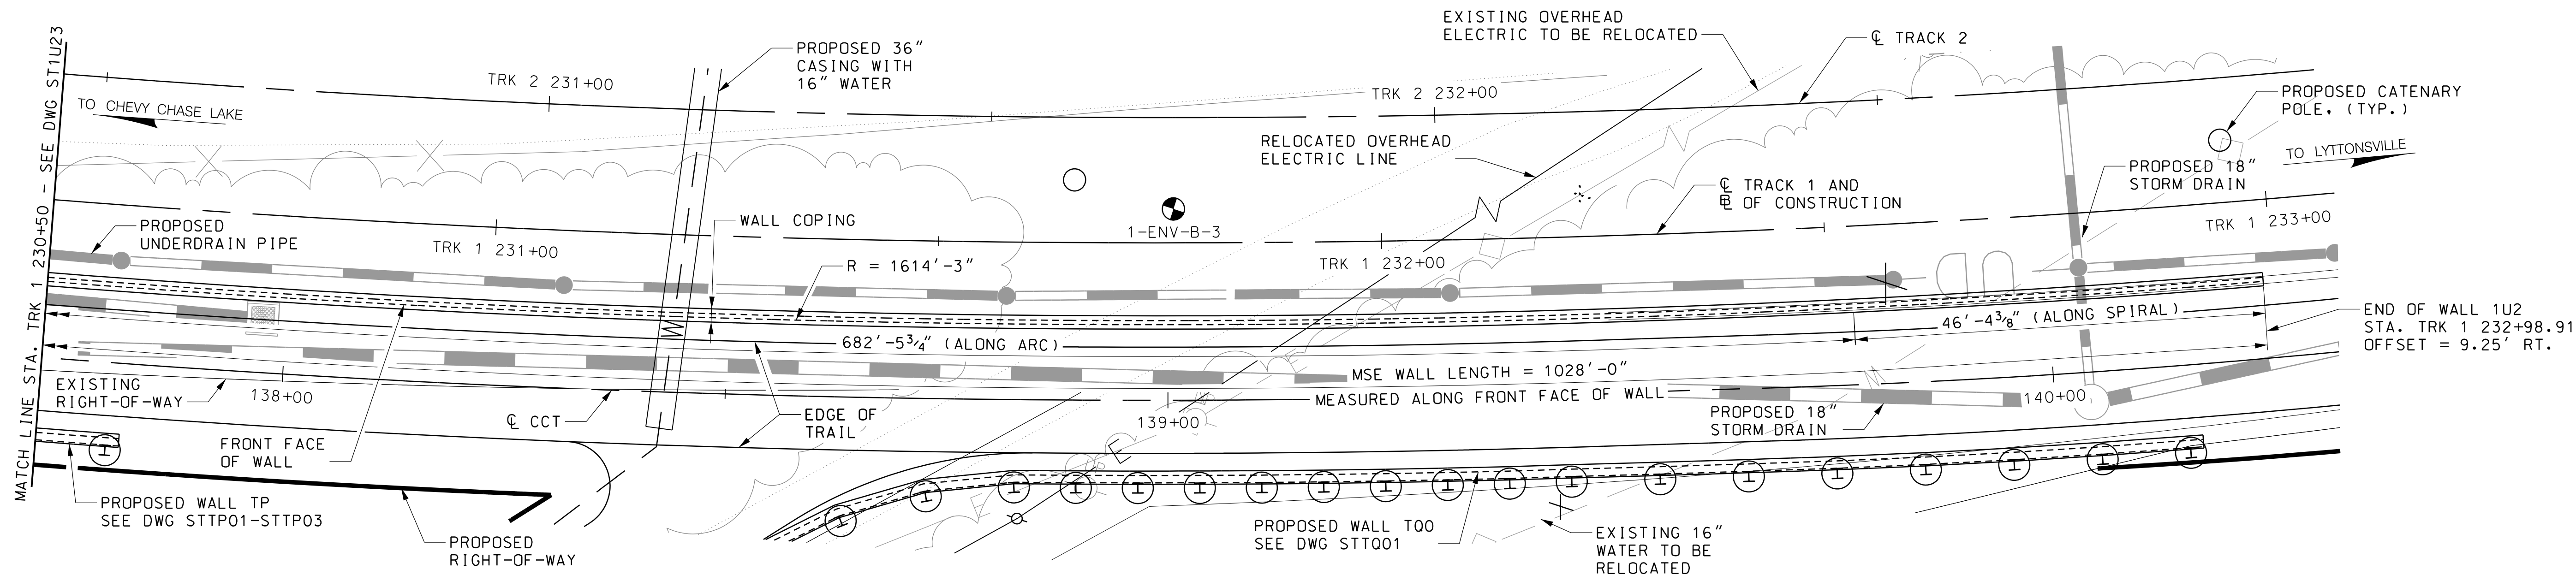 MATCH LINE STA. TRK 1 230+50 - SEE DWG ST1U23
TO CHEVY CHASE LAKE
TRK 2 231+00
PROPOSED 36"
CASING WITH
16" WATER
EXISTING OVERHEAD
ELECTRIC TO BE RELOCATED
℄ TRACK 2
TRK 2 232+00
PROPOSED CATENARY
POLE, (TYP.)
RELOCATED OVERHEAD
ELECTRIC LINE
TO LYTTONSVILLE
PROPOSED 18"
STORM DRAIN
℄ TRACK 1 AND
BL OF CONSTRUCTION
PROPOSED
UNDERDRAIN PIPE
WALL COPING
1-ENV-B-3
TRK 1 231+00
TRK 1 232+00
TRK 1 233+00
R = 1614'-3"
682'-5¾" (ALONG ARC)
46'-4⅜" (ALONG SPIRAL)
END OF WALL 1U2
STA. TRK 1 232+98.91
OFFSET = 9.25' RT.
MSE WALL LENGTH = 1028'-0"
MEASURED ALONG FRONT FACE OF WALL
EXISTING
RIGHT-OF-WAY
138+00
℄ CCT
EDGE OF
TRAIL
139+00
PROPOSED 18"
STORM DRAIN
140+00
FRONT FACE
OF WALL
E
PROPOSED WALL TP
SEE DWG STTP01-STTP03
PROPOSED
RIGHT-OF-WAY
PROPOSED WALL TQ0
SEE DWG STTQ01
EXISTING 16"
WATER TO BE
RELOCATED